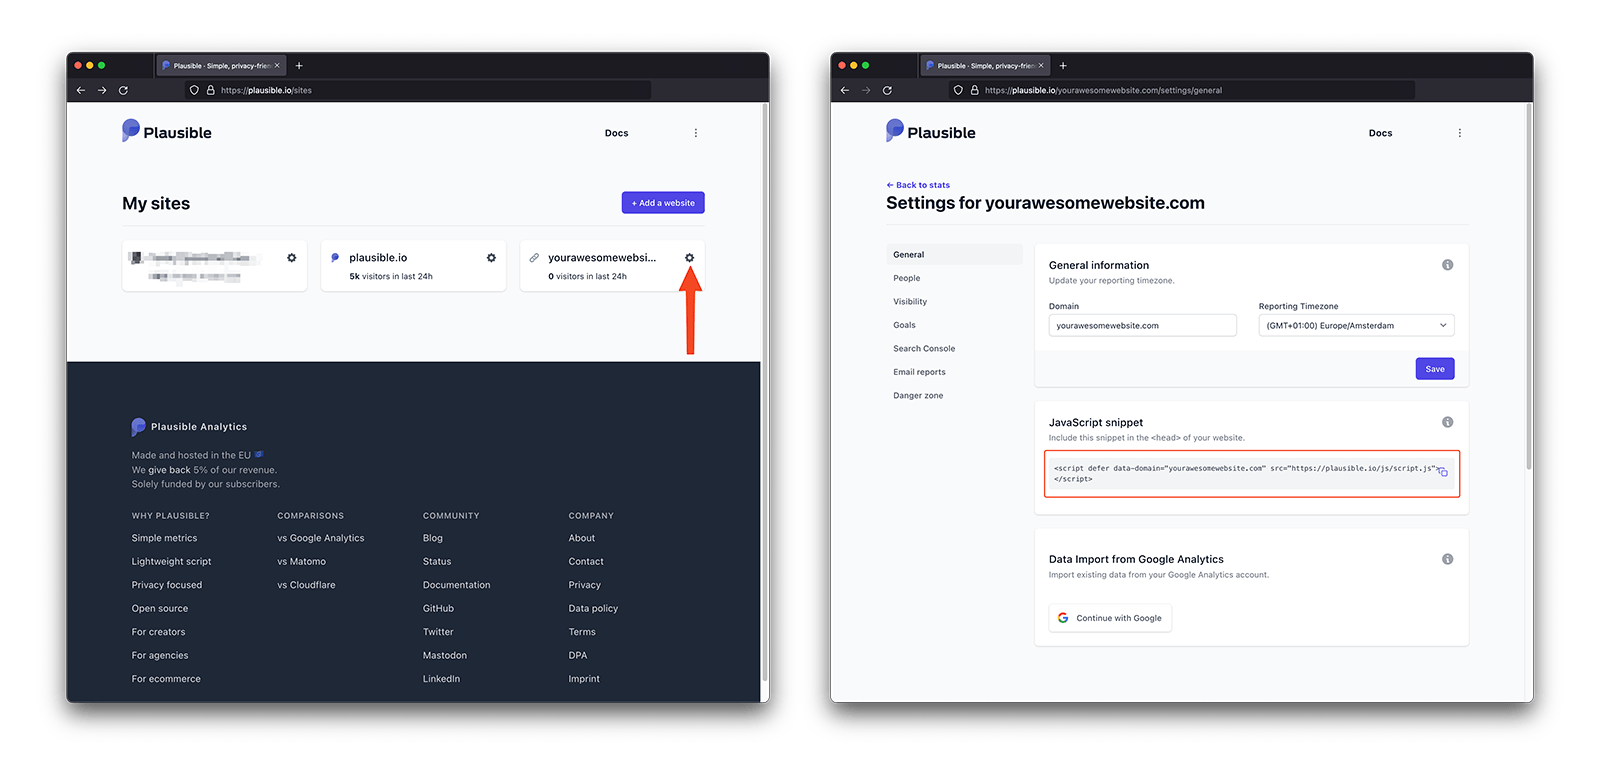 Plausible · Simple, privacy-frien
https://plausible.io/sites
Plausible
Docs
My sites
+ Add a website
plausible.io
5k visitors in last 24h
yourawesomewebsi...
0 visitors in last 24h
Plausible Analytics
Made and hosted in the EU
We give back 5% of our revenue.
Solely funded by our subscribers.
WHY PLAUSIBLE?
Simple metrics
Lightweight script
Privacy focused
Open source
For creators
For agencies
For ecommerce
COMPARISONS
vs Google Analytics
vs Matomo
vs Cloudflare
COMMUNITY
Blog
Status
Documentation
GitHub
Twitter
Mastodon
LinkedIn
COMPANY
About
Contact
Privacy
Data policy
Terms
DPA
Imprint
Plausible · Simple, privacy-frien
https://plausible.io/yourawesomewebsite.com/settings/general
Plausible
Docs
← Back to stats
Settings for yourawesomewebsite.com
General
People
Visibility
Goals
Search Console
Email reports
Danger zone
General information
Update your reporting timezone.
Domain
yourawesomewebsite.com
Reporting Timezone
(GMT+01:00) Europe/Amsterdam
Save
JavaScript snippet
Include this snippet in the <head> of your website.
<script defer data-domain="yourawesomewebsite.com" src="https://plausible.io/js/script.js">
</script>
Data Import from Google Analytics
Import existing data from your Google Analytics account.
Continue with Google